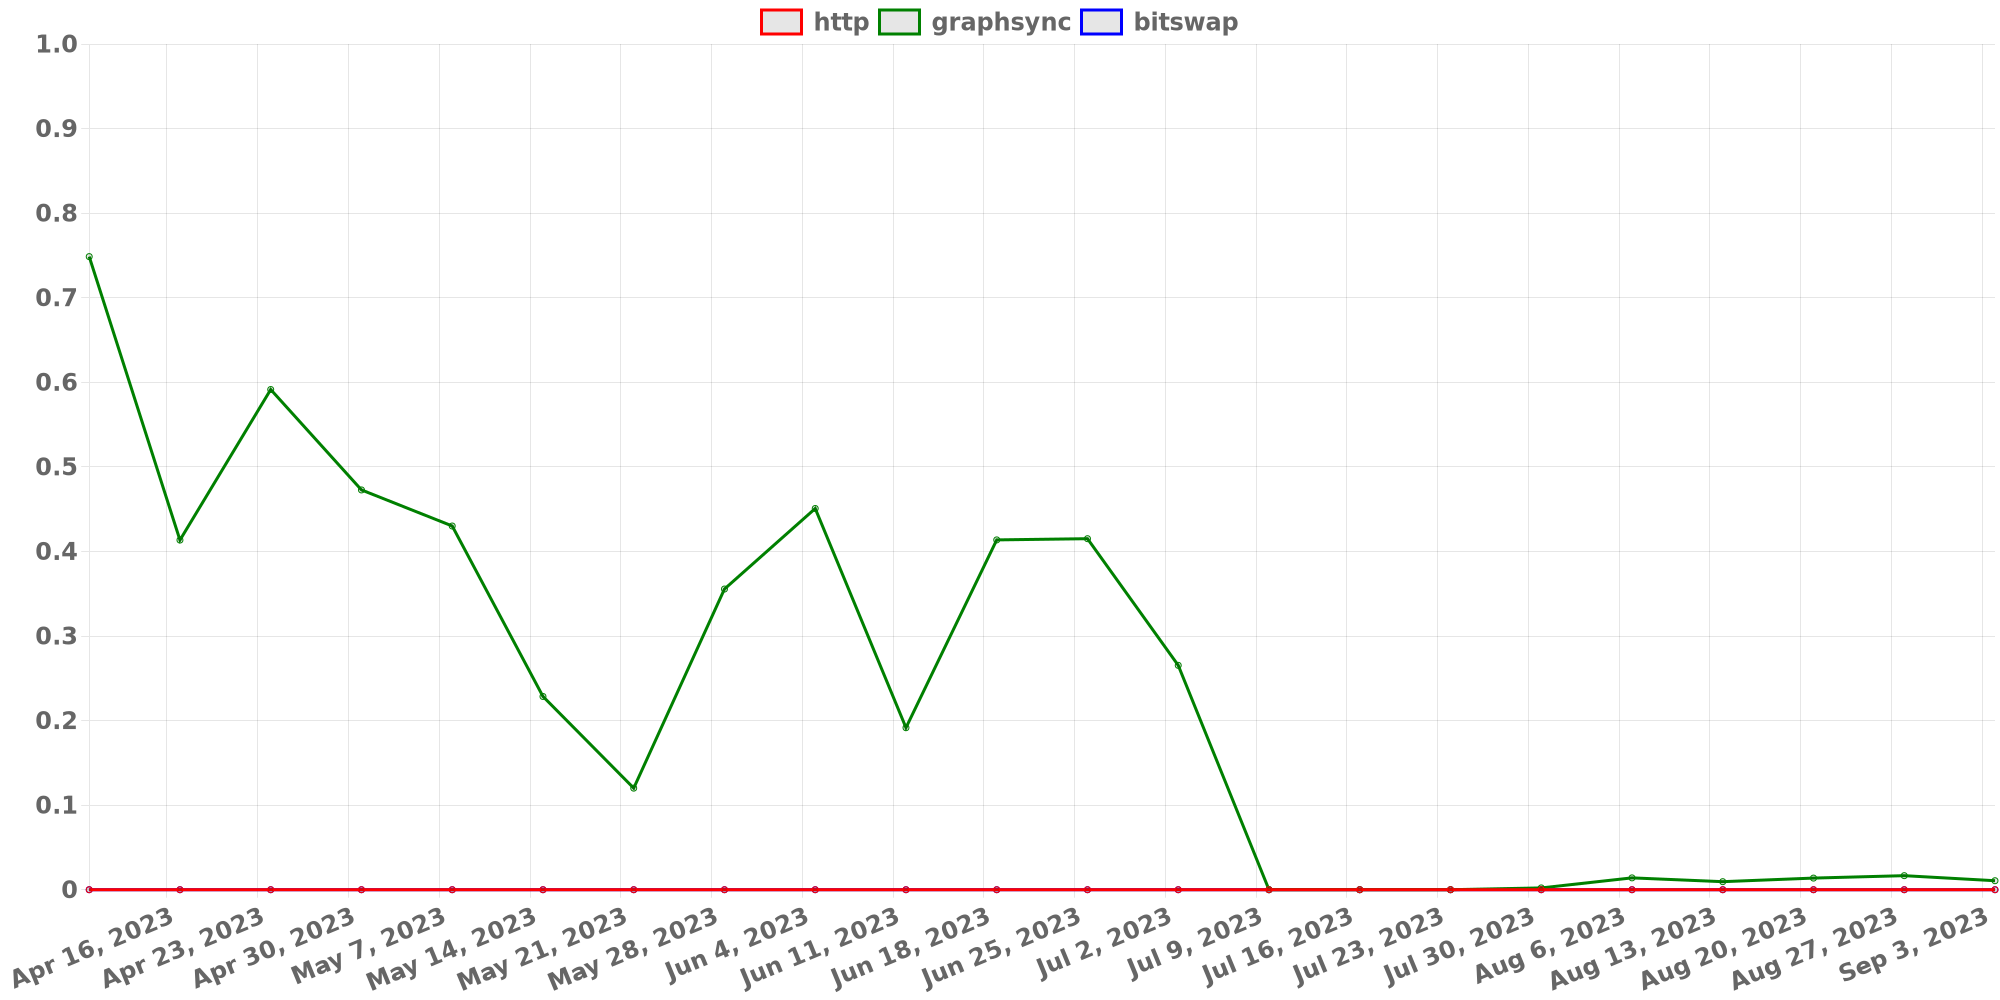 http graphsync bitswap
1.0
0.9
0.8
0.7
0.6
0.5
0.4
0.3
0.2
0.1
0
Apr 16, 2023
Apr 23, 2023
Apr 30, 2023
May 7, 2023
May 14, 2023
May 21, 2023
May 28, 2023
Jun 4, 2023
Jun 11, 2023
Jun 18, 2023
Jun 25, 2023
Jul 2, 2023
Jul 9, 2023
Jul 16, 2023
Jul 23, 2023
Jul 30, 2023
Aug 6, 2023
Aug 13, 2023
Aug 20, 2023
Aug 27, 2023
Sep 3, 2023